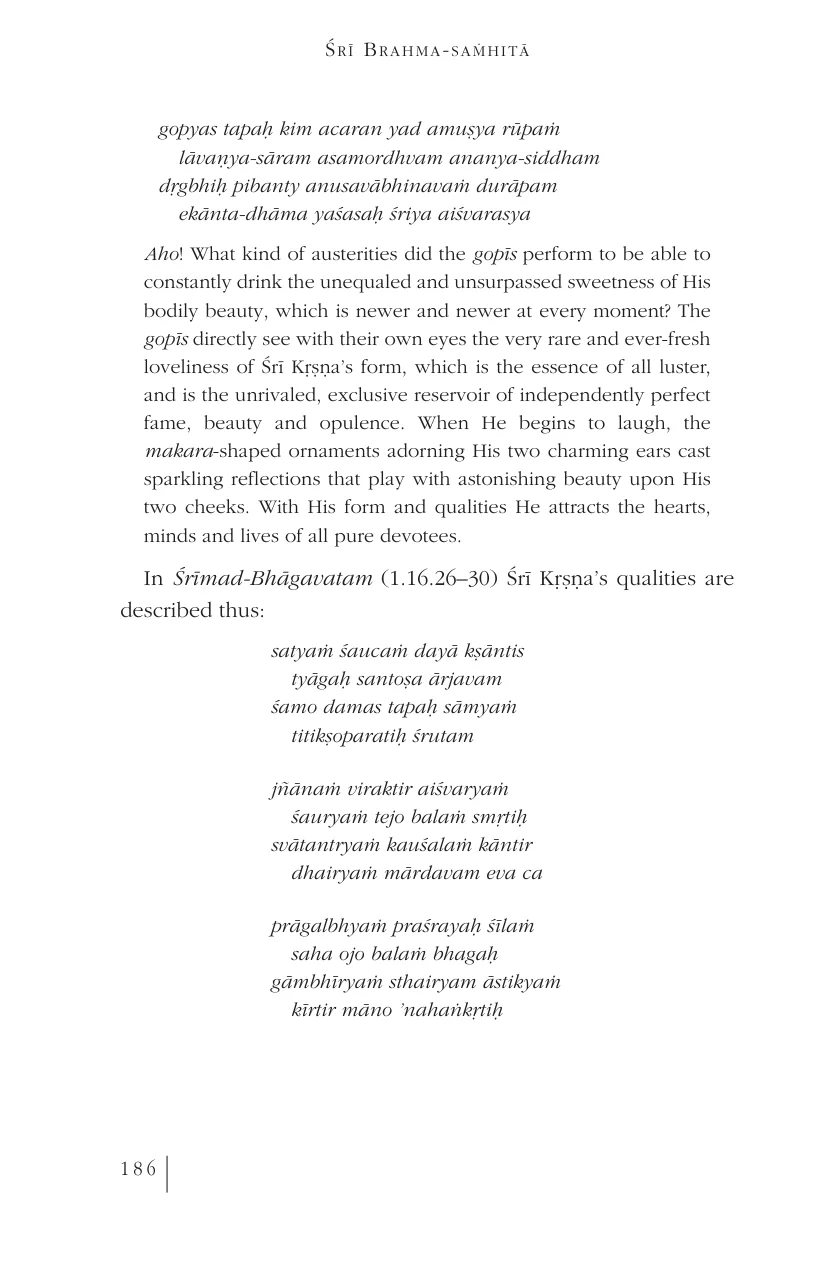 Śrī Brahma-saṁhitā
gopyas tapaḥ kim acaran yad amuṣya rūpaṁ
lāvaṇya-sāram asamordhvam ananya-siddham
dṛgbhiḥ pibanty anusavābhinavaṁ durāpam
ekānta-dhāma yaśasaḥ śriya aiśvarasya
Aho! What kind of austerities did the gopīs perform to be able to
constantly drink the unequaled and unsurpassed sweetness of His
bodily beauty, which is newer and newer at every moment? The
gopīs directly see with their own eyes the very rare and ever-fresh
loveliness of Śrī Kṛṣṇa’s form, which is the essence of all luster,
and is the unrivaled, exclusive reservoir of independently perfect
fame, beauty and opulence. When He begins to laugh, the
makara-shaped ornaments adorning His two charming ears cast
sparkling reflections that play with astonishing beauty upon His
two cheeks. With His form and qualities He attracts the hearts,
minds and lives of all pure devotees.
In Śrīmad-Bhāgavatam (1.16.26–30) Śrī Kṛṣṇa’s qualities are
described thus:
satyaṁ śaucaṁ dayā kṣāntis
tyāgaḥ santoṣa ārjavam
śamo damas tapaḥ sāmyaṁ
titikṣoparatiḥ śrutam
jñānaṁ viraktir aiśvaryaṁ
śauryaṁ tejo balaṁ smṛtiḥ
svātantryaṁ kauśalaṁ kāntir
dhairyaṁ mārdavam eva ca
prāgalbhyaṁ praśrayaḥ śīlaṁ
saha ojo balaṁ bhagaḥ
gāmbhīryaṁ sthairyam āstikyaṁ
kīrtir māno ’nahaṅkṛtiḥ
186